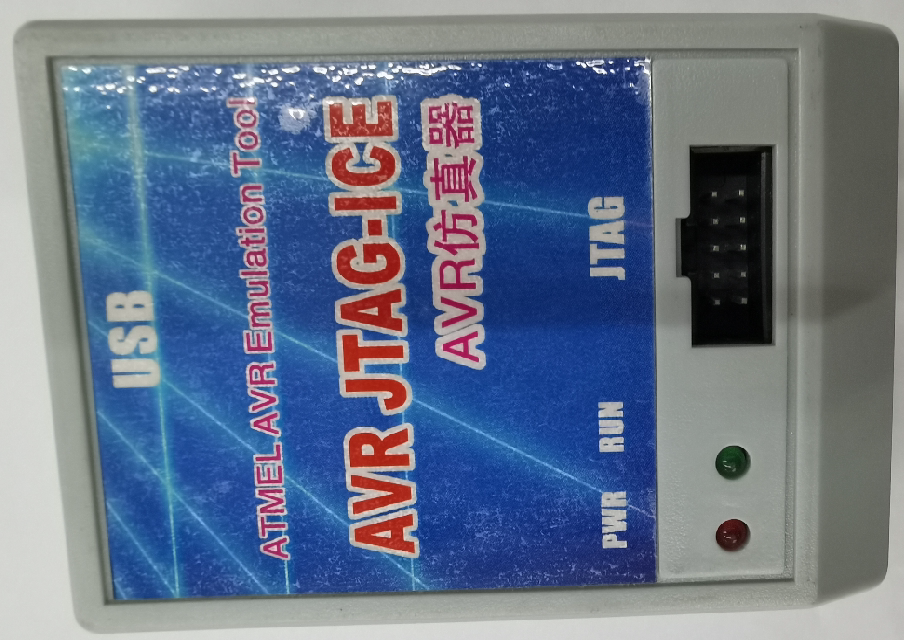 USB
ATMEL AVR Emulation Tool
AVR JTAG-ICE
AVR仿真器
PWR RUN JTAG